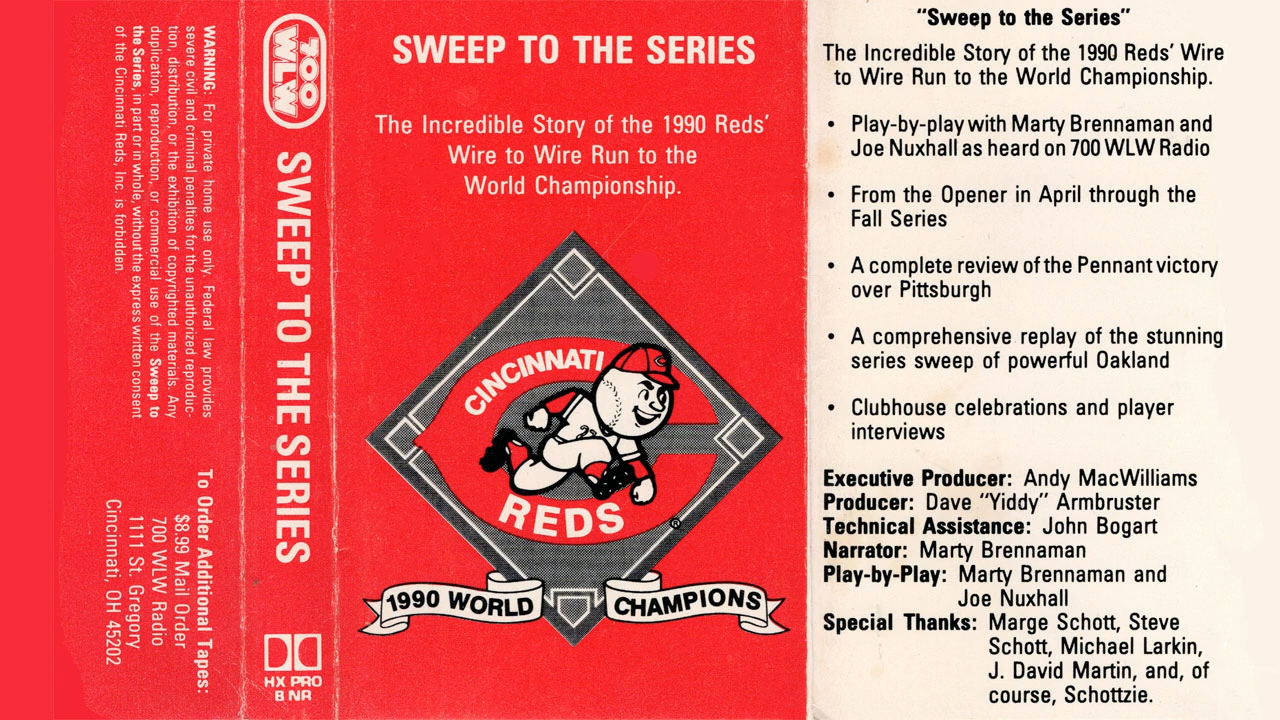 WARNING: For private home use only. Federal law provides
severe civil and criminal penalties for the unauthorized reproduc-
tion, distribution, or the exhibition of copyrighted materials. Any
duplication, reproduction, or commercial use of the Sweep to
the Series, in part or in whole, without the express written consent
of the Cincinnati Reds, Inc. is forbidden.
To Order Additional Tapes:
$8.99 Mail Order
700 WLW Radio
1111 St. Gregory
Cincinnati, OH 45202
700
WLW
SWEEP TO THE SERIES
HX PRO
B NR
SWEEP TO THE SERIES
The Incredible Story of the 1990 Reds'
Wire to Wire Run to the
World Championship.
CINCINNATI
REDS
®
1990 WORLD CHAMPIONS
"Sweep to the Series"
The Incredible Story of the 1990 Reds' Wire
to Wire Run to the World Championship.
• Play-by-play with Marty Brennaman and
Joe Nuxhall as heard on 700 WLW Radio
• From the Opener in April through the
Fall Series
• A complete review of the Pennant victory
over Pittsburgh
• A comprehensive replay of the stunning
series sweep of powerful Oakland
• Clubhouse celebrations and player
interviews
Executive Producer: Andy MacWilliams
Producer: Dave "Yiddy" Armbruster
Technical Assistance: John Bogart
Narrator: Marty Brennaman
Play-by-Play: Marty Brennaman and
Joe Nuxhall
Special Thanks: Marge Schott, Steve
Schott, Michael Larkin,
J. David Martin, and, of
course, Schottzie.